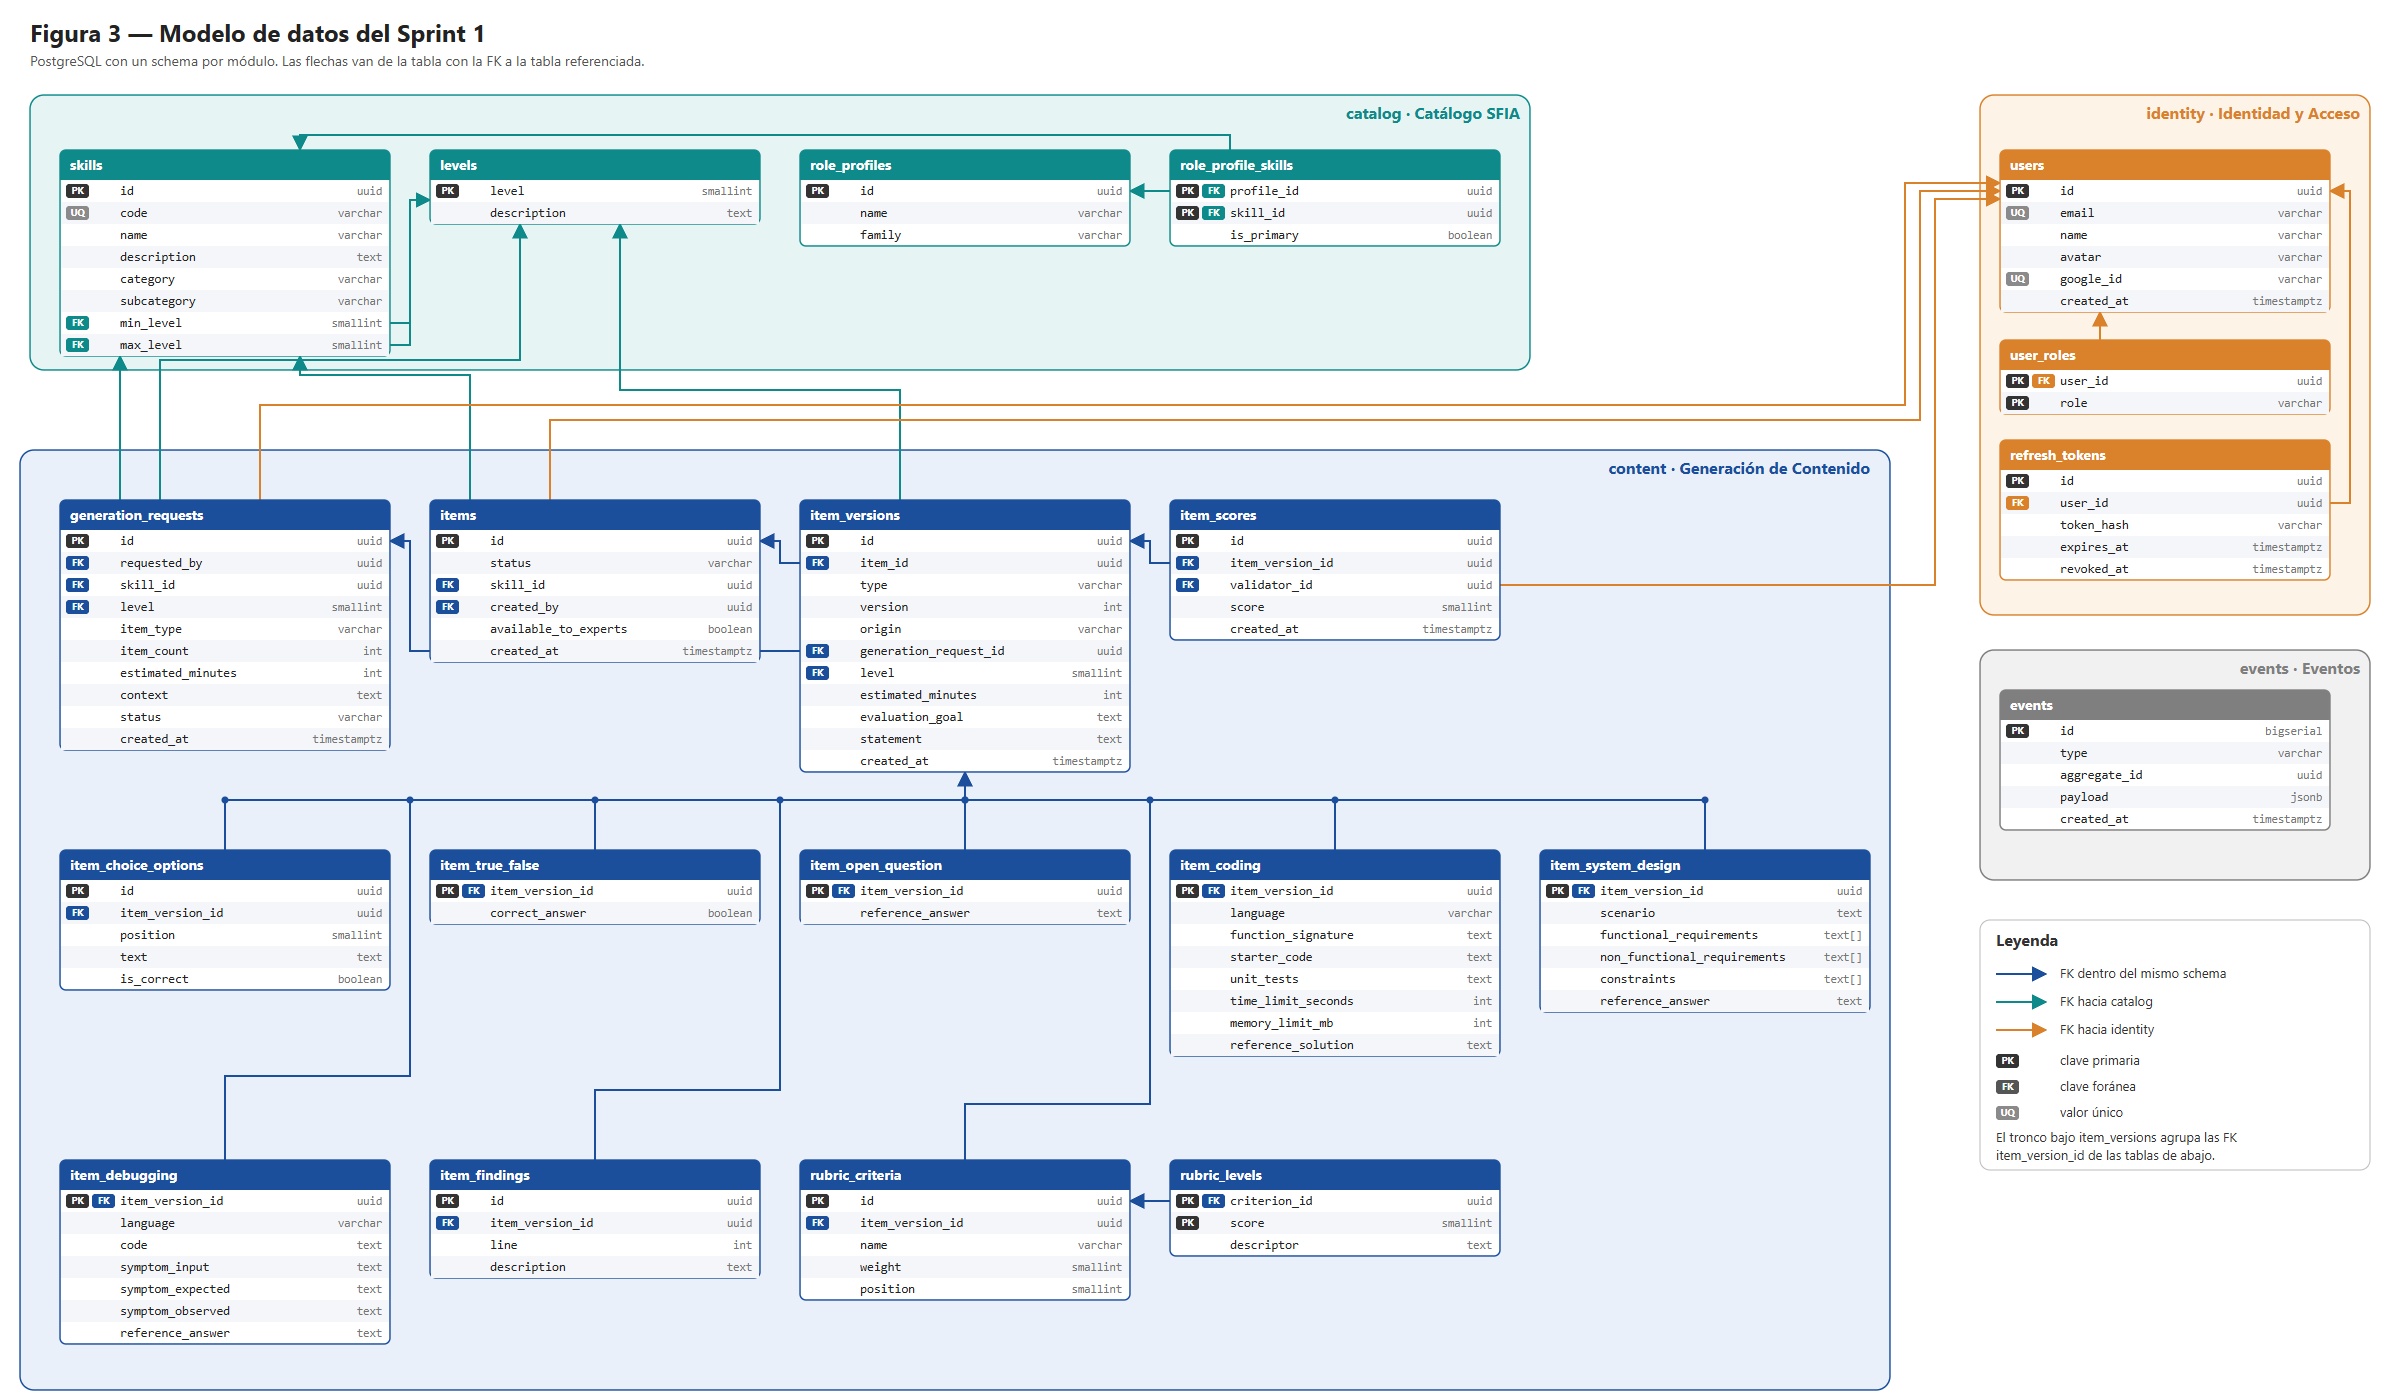 Figura 3 — Modelo de datos del Sprint 1
PostgreSQL con un schema por módulo. Las flechas van de la tabla con la FK a la tabla referenciada.
catalog · Catálogo SFIA
skills
PK id uuid
UQ code varchar
name varchar
description text
category varchar
subcategory varchar
FK min_level smallint
FK max_level smallint
levels
PK level smallint
description text
role_profiles
PK id uuid
name varchar
family varchar
role_profile_skills
PK FK profile_id uuid
PK FK skill_id uuid
is_primary boolean
identity · Identidad y Acceso
users
PK id uuid
UQ email varchar
name varchar
avatar varchar
UQ google_id varchar
created_at timestamptz
user_roles
PK FK user_id uuid
PK role varchar
refresh_tokens
PK id uuid
FK user_id uuid
token_hash varchar
expires_at timestamptz
revoked_at timestamptz
content · Generación de Contenido
generation_requests
PK id uuid
FK requested_by uuid
FK skill_id uuid
FK level smallint
item_type varchar
item_count int
estimated_minutes int
context text
status varchar
created_at timestamptz
items
PK id uuid
status varchar
FK skill_id uuid
FK created_by uuid
available_to_experts boolean
created_at timestamptz
item_versions
PK id uuid
FK item_id uuid
type varchar
version int
origin varchar
FK generation_request_id uuid
FK level smallint
estimated_minutes int
evaluation_goal text
statement text
created_at timestamptz
item_scores
PK id uuid
FK item_version_id uuid
FK validator_id uuid
score smallint
created_at timestamptz
item_choice_options
PK id uuid
FK item_version_id uuid
position smallint
text text
is_correct boolean
item_true_false
PK FK item_version_id uuid
correct_answer boolean
item_open_question
PK FK item_version_id uuid
reference_answer text
item_coding
PK FK item_version_id uuid
language varchar
function_signature text
starter_code text
unit_tests text
time_limit_seconds int
memory_limit_mb int
reference_solution text
item_system_design
PK FK item_version_id uuid
scenario text
functional_requirements text[]
non_functional_requirements text[]
constraints text[]
reference_answer text
item_debugging
PK FK item_version_id uuid
language varchar
code text
symptom_input text
symptom_expected text
symptom_observed text
reference_answer text
item_findings
PK id uuid
FK item_version_id uuid
line int
description text
rubric_criteria
PK id uuid
FK item_version_id uuid
name varchar
weight smallint
position smallint
rubric_levels
PK FK criterion_id uuid
PK score smallint
descriptor text
events · Eventos
events
PK id bigserial
type varchar
aggregate_id uuid
payload jsonb
created_at timestamptz
Leyenda
FK dentro del mismo schema
FK hacia catalog
FK hacia identity
PK clave primaria
FK clave foránea
UQ valor único
El tronco bajo item_versions agrupa las FK
item_version_id de las tablas de abajo.